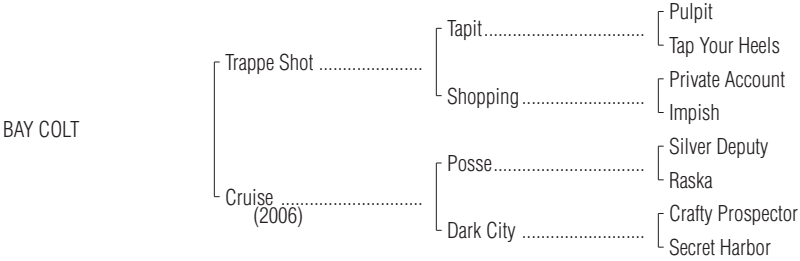 Pulpit
Tapit
Tap Your Heels
Trappe Shot
Private Account
Shopping
Impish
BAY COLT
Silver Deputy
Posse
Raska
Cruise
(2006)
Crafty Prospector
Dark City
Secret Harbor